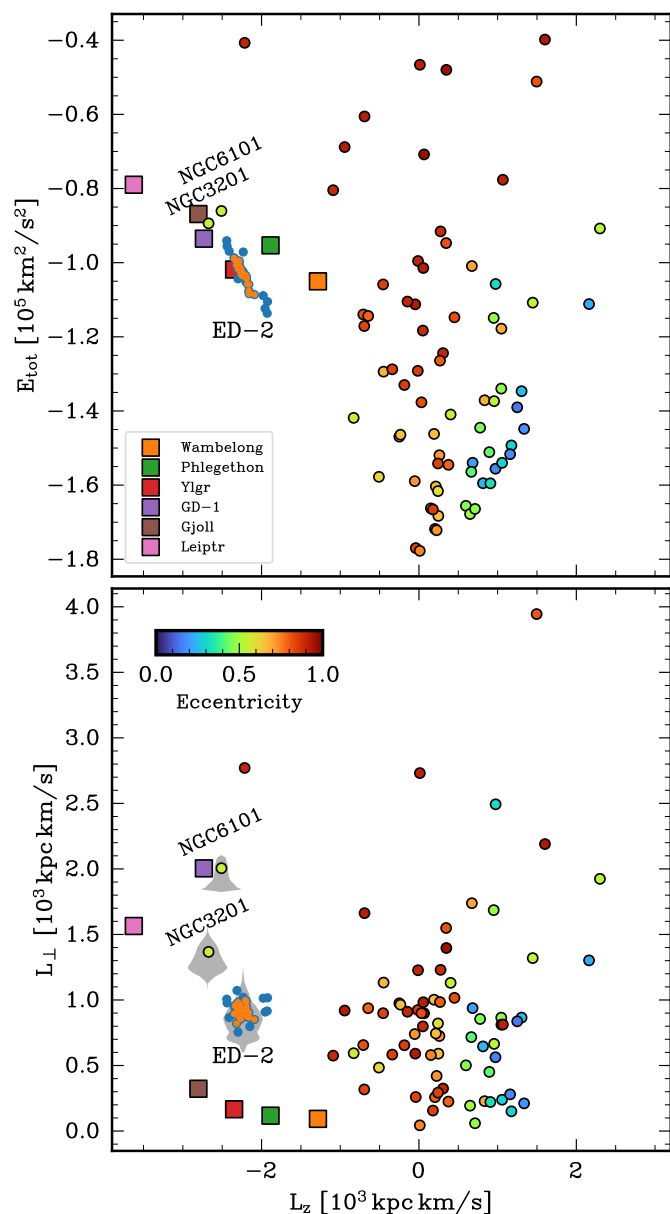 −0.4
−0.6
−0.8
−1.0
−1.2
−1.4
−1.6
−1.8
E_tot [10^5 km^2/s^2]
NGC6101
NGC3201
ED-2
Wambelong
Phlegethon
Ylgr
GD-1
Gjoll
Leiptr
4.0
3.5
3.0
2.5
2.0
1.5
1.0
0.5
0.0
L_⊥ [10^3 kpc km/s]
0.0 0.5 1.0
Eccentricity
NGC6101
NGC3201
ED-2
−2 0 2
L_z [10^3 kpc km/s]